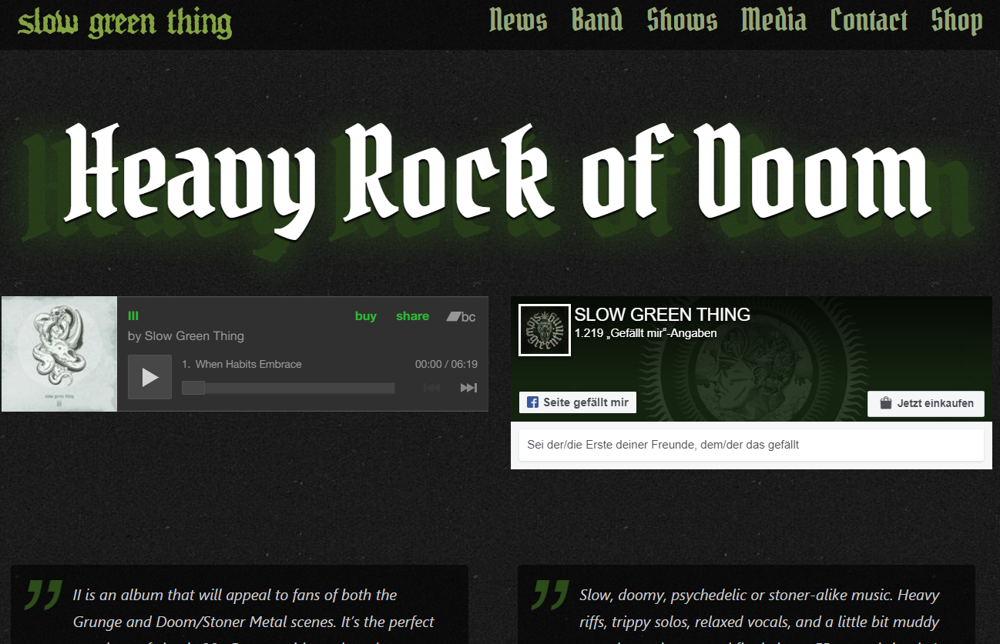 slow green thing
News Band Shows Media Contact Shop
Heavy Rock of Doom
III
buy share bc
by Slow Green Thing
1. When Habits Embrace
00:00 / 06:19
SLOW GREEN THING
1.219 „Gefällt mir“-Angaben
Seite gefällt mir
Jetzt einkaufen
Sei der/die Erste deiner Freunde, dem/der das gefällt
II is an album that will appeal to fans of both the
Grunge and Doom/Stoner Metal scenes. It’s the perfect
Slow, doomy, psychedelic or stoner-alike music. Heavy
riffs, trippy solos, relaxed vocals, and a little bit muddy